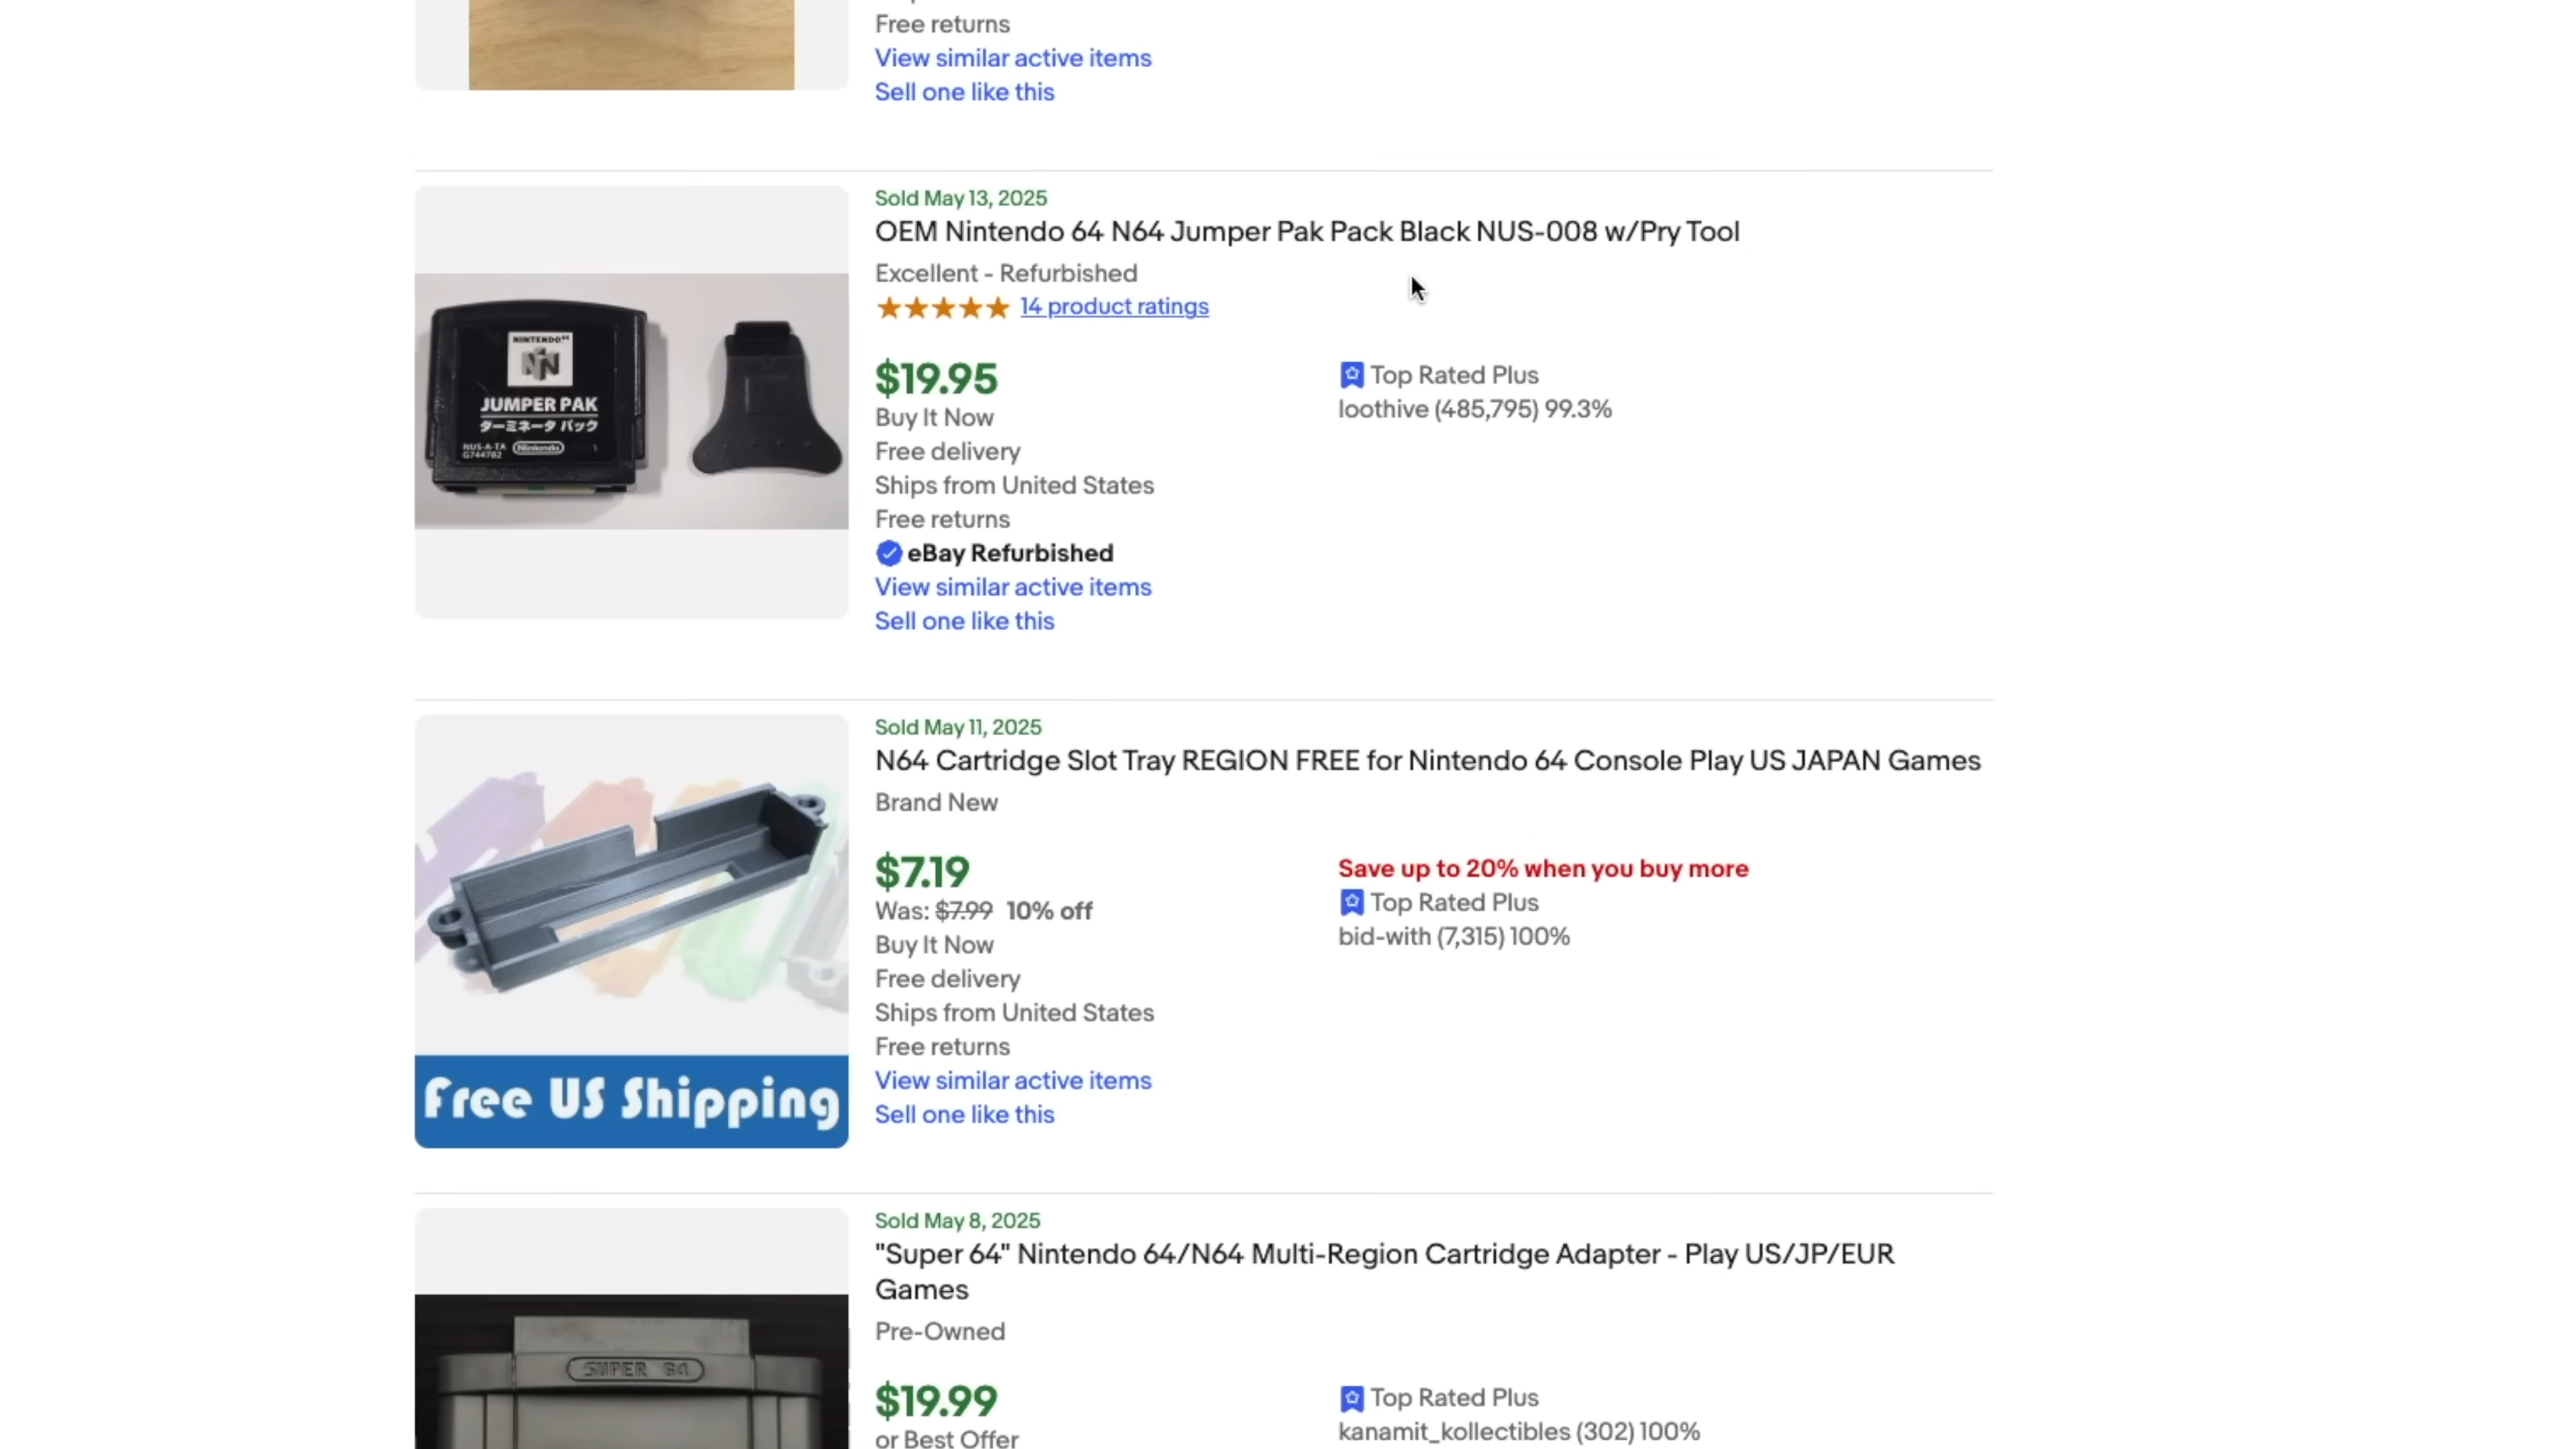 Free returns
View similar active items
Sell one like this
Sold May 13, 2025
OEM Nintendo 64 N64 Jumper Pak Pack Black NUS-008 w/Pry Tool
Excellent - Refurbished
14 product ratings
NINTENDO64
JUMPER PAK
ターミネータ パック
NUS-A-TA
G744762
Nintendo
$19.95
Top Rated Plus
Buy It Now
loothive (485,795) 99.3%
Free delivery
Ships from United States
Free returns
eBay Refurbished
View similar active items
Sell one like this
Sold May 11, 2025
N64 Cartridge Slot Tray REGION FREE for Nintendo 64 Console Play US JAPAN Games
Brand New
$7.19
Save up to 20% when you buy more
Was: $7.99 10% off
Top Rated Plus
Buy It Now
bid-with (7,315) 100%
Free delivery
Ships from United States
Free returns
View similar active items
Free US Shipping
Sell one like this
Sold May 8, 2025
"Super 64" Nintendo 64/N64 Multi-Region Cartridge Adapter - Play US/JP/EUR
Games
Pre-Owned
SUPER 64
$19.99
Top Rated Plus
or Best Offer
kanamit_kollectibles (302) 100%